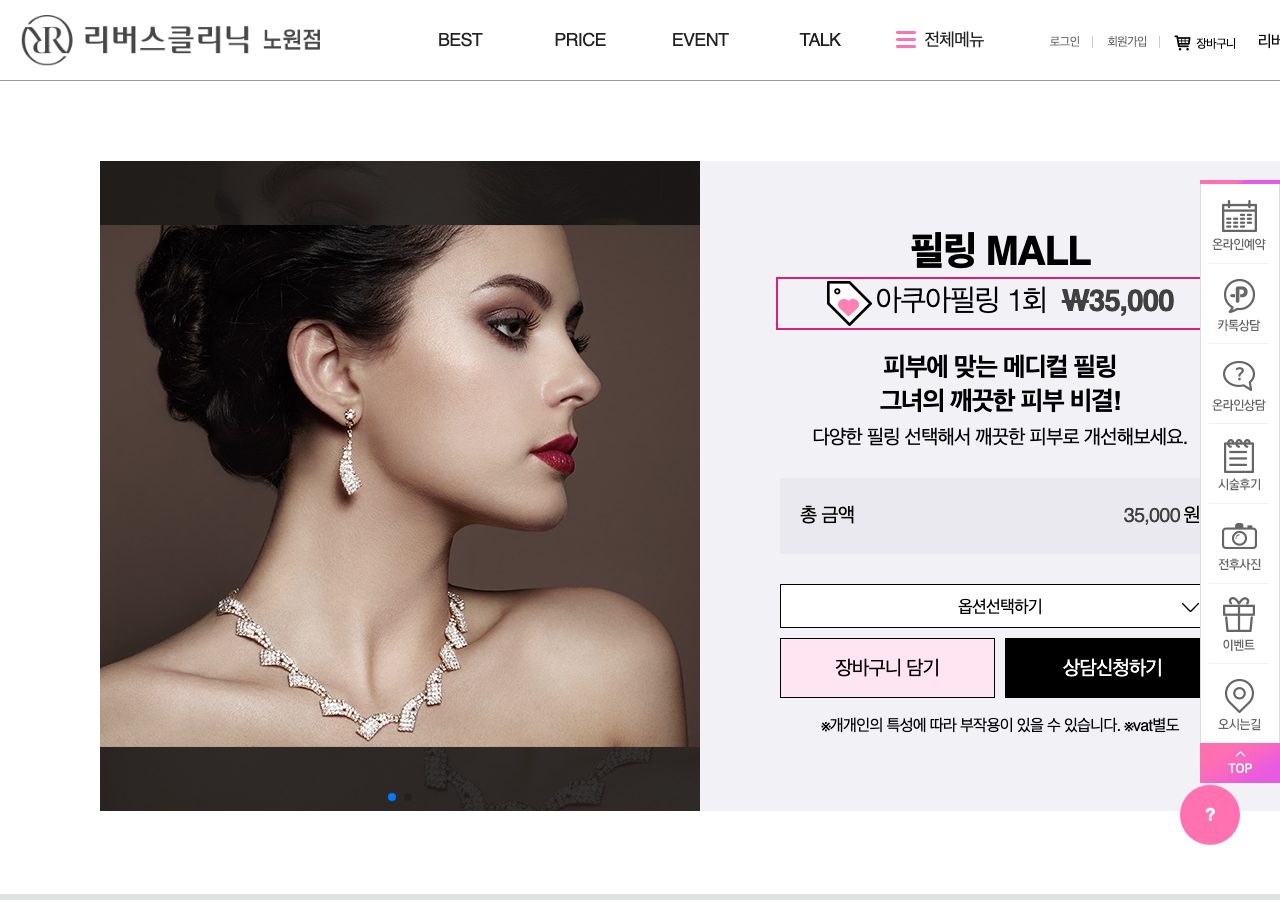 리버스클리닉 노원점
BEST
PRICE
EVENT
TALK
전체메뉴
로그인
회원가입
장바구니
리버
필링 MALL
아쿠아필링 1회 ₩35,000
피부에 맞는 메디컬 필링
그녀의 깨끗한 피부 비결!
다양한 필링 선택해서 깨끗한 피부로 개선해보세요.
총 금액
35,000 원
옵션선택하기
장바구니 담기
상담신청하기
※개개인의 특성에 따라 부작용이 있을 수 있습니다. ※vat별도
온라인예약
P
카톡상담
?
온라인상담
시술후기
전후사진
이벤트
오시는길
TOP
?